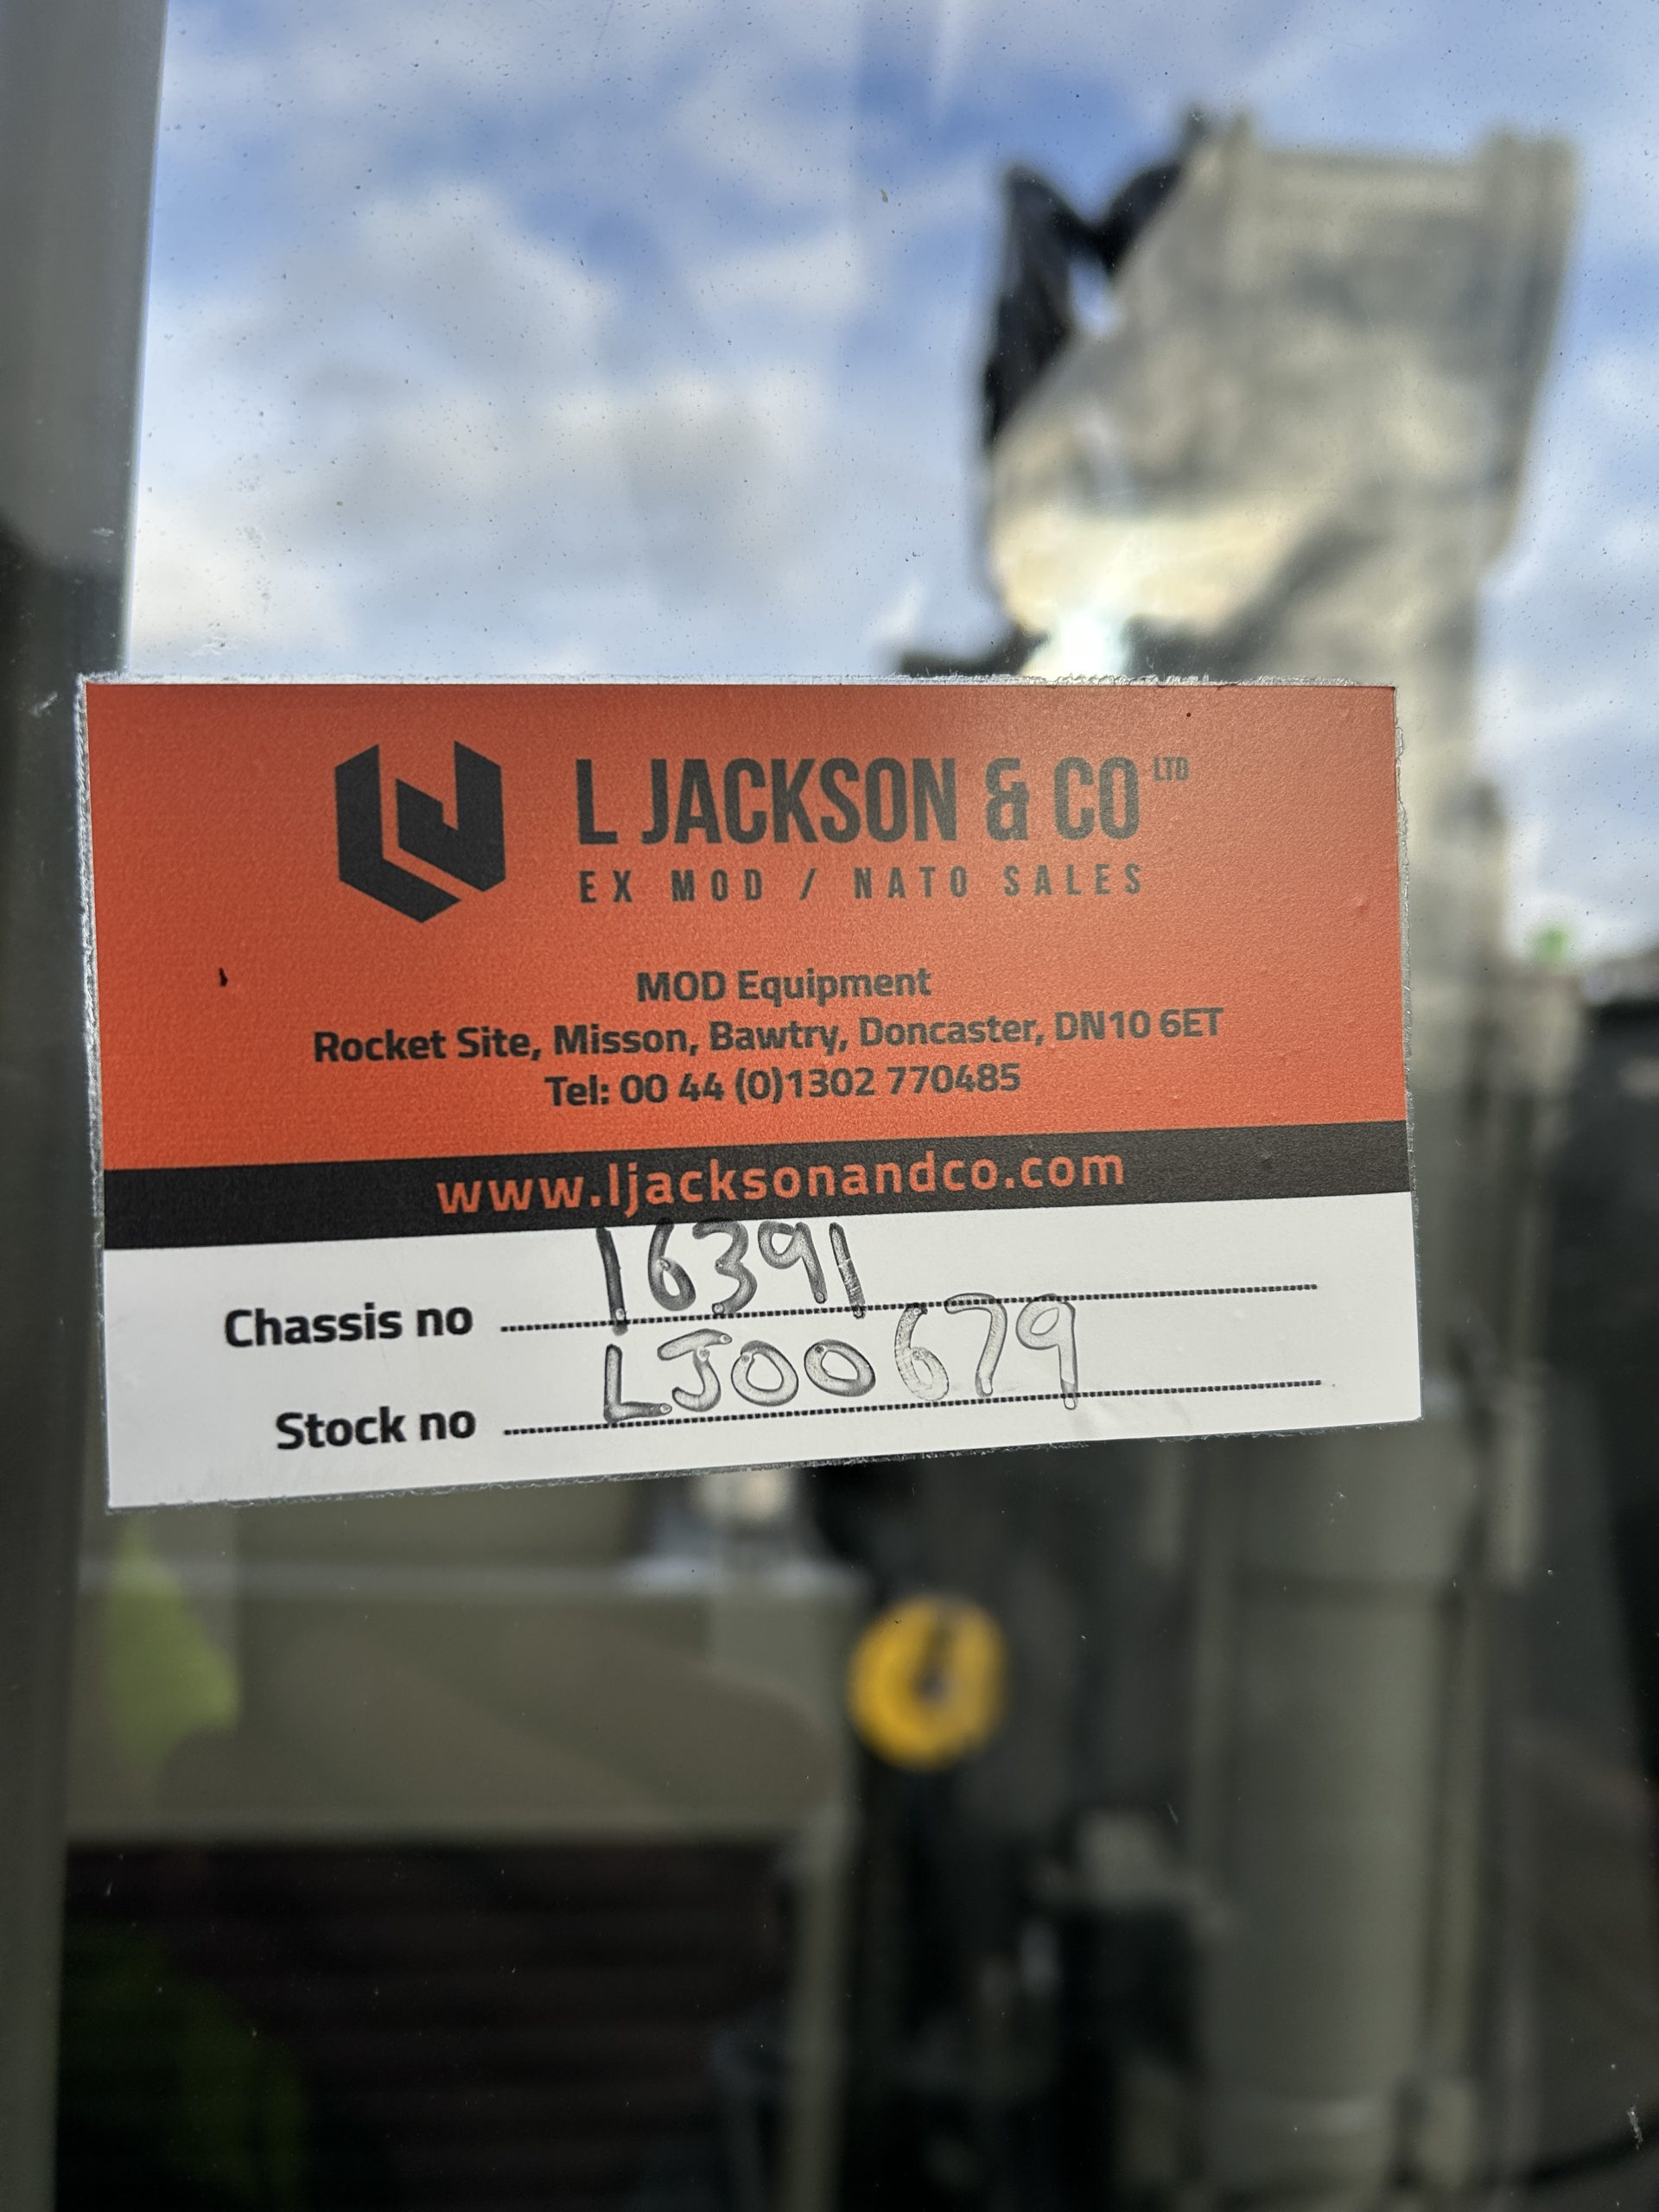 L JACKSON & CO LTD
EX MOD / NATO SALES
MOD Equipment
Rocket Site, Misson, Bawtry, Doncaster, DN10 6ET
Tel: 00 44 (0)1302 770485
www.ljacksonandco.com
Chassis no 16391
Stock no LJ00679